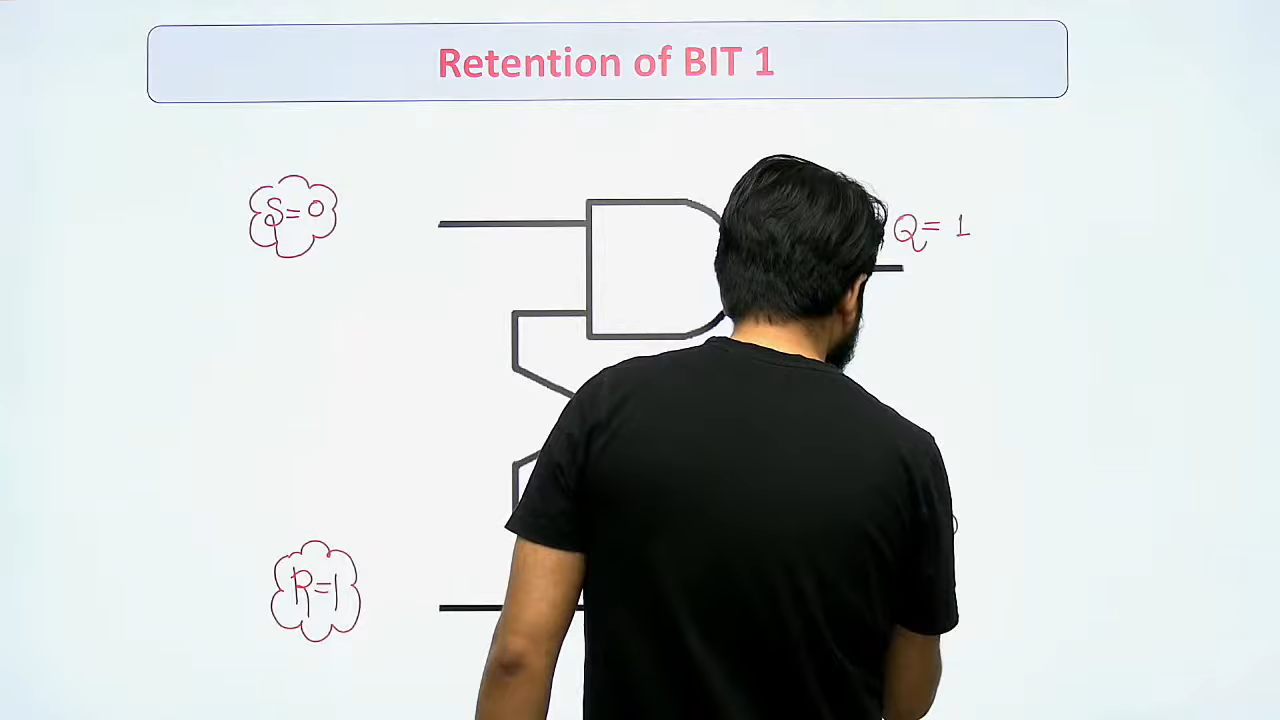 Retention of BIT 1
S=0
Q= 1
R=1